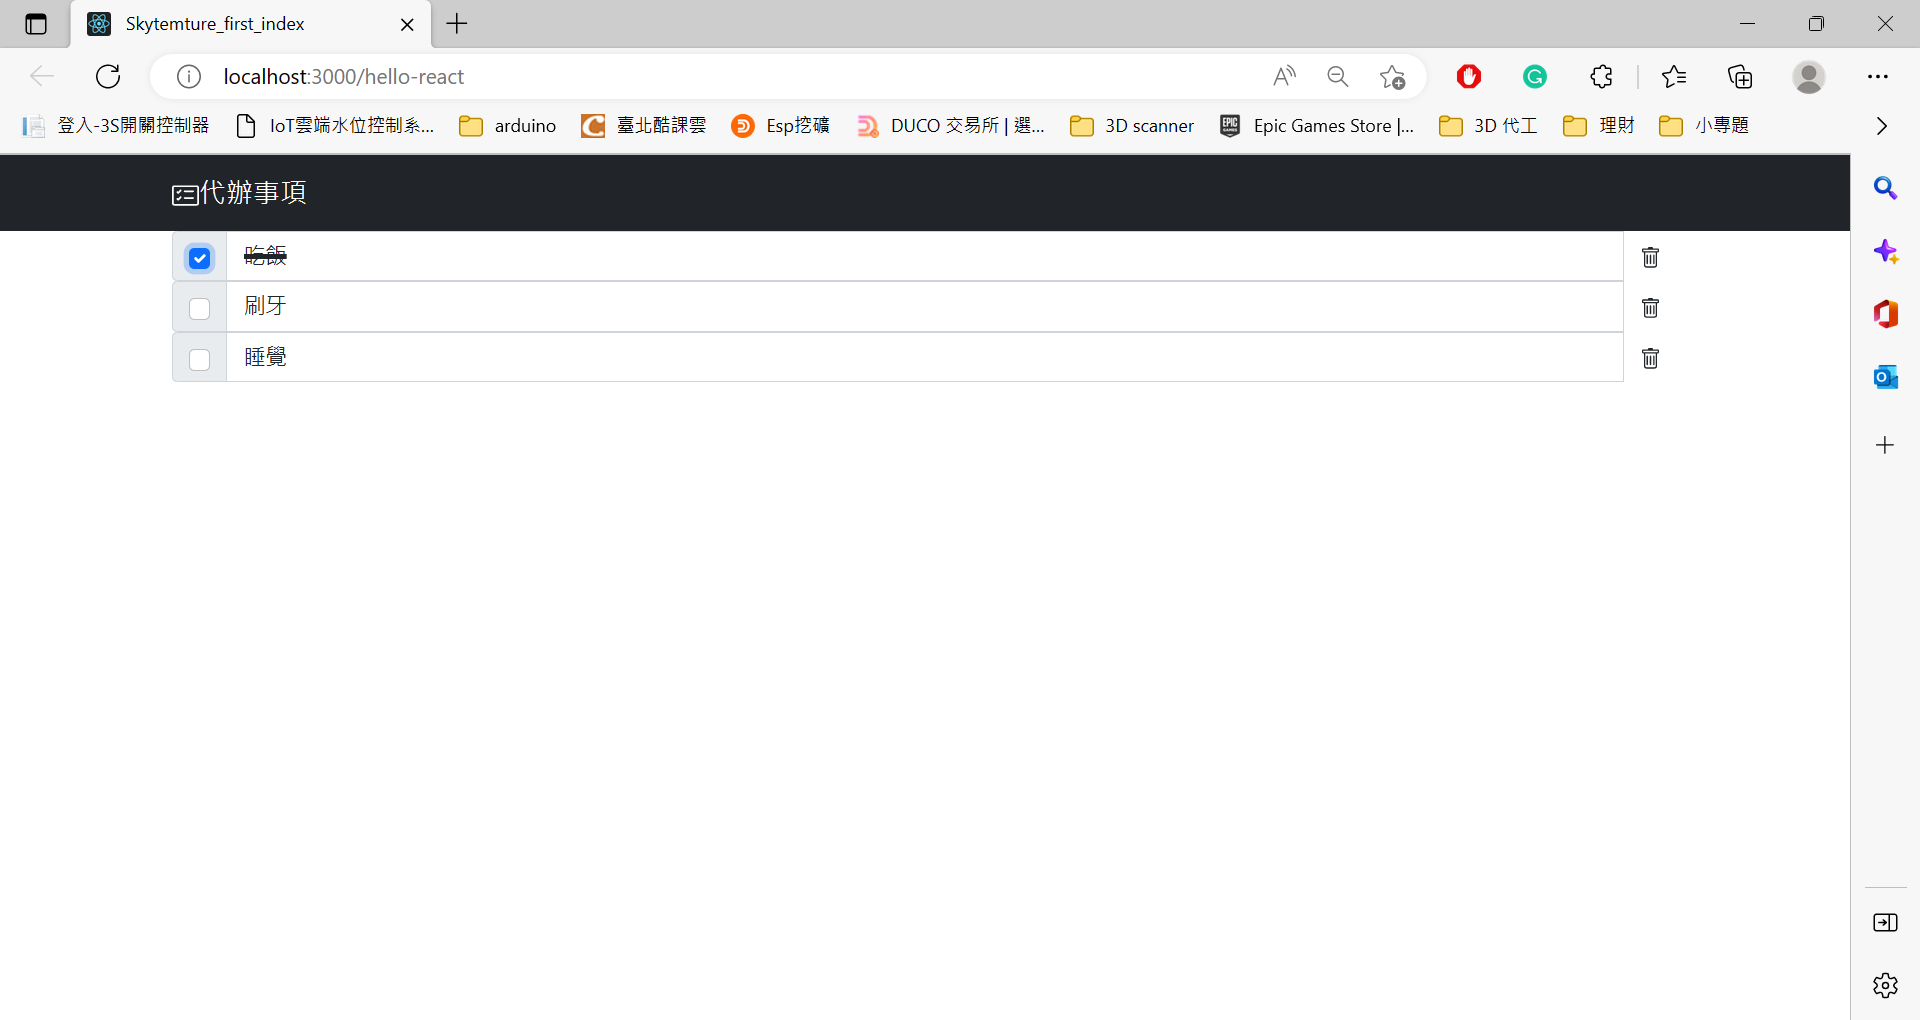 Skytemture_first_index
localhost:3000/hello-react
登入-3S開關控制器 IoT雲端水位控制系... arduino 臺北酷課雲 Esp挖礦 DUCO 交易所 | 選... 3D scanner EPIC GAMES Epic Games Store |... 3D 代工 理財 小專題
代辦事項
吃飯
刷牙
睡覺